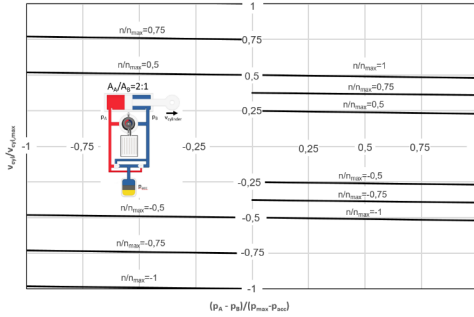 1
n/nmax=0,75
0,75
n/nmax=0,5
n/nmax=1
0,5
AA/AB=2:1
n/nmax=0,75
pA
pB
0,25
n/nmax=0,5
vcylinder
vcyl/vcyl,max
-1
-0,75
-0,5
-0,25
0,25
0,5
0,75
1
pacc
-0,25
n/nmax=-0,5
n/nmax=-0,75
n/nmax=-0,5
-0,5
n/nmax=-1
n/nmax=-0,75
-0,75
n/nmax=-1
-1
(pA - pB)/(pmax-pacc)